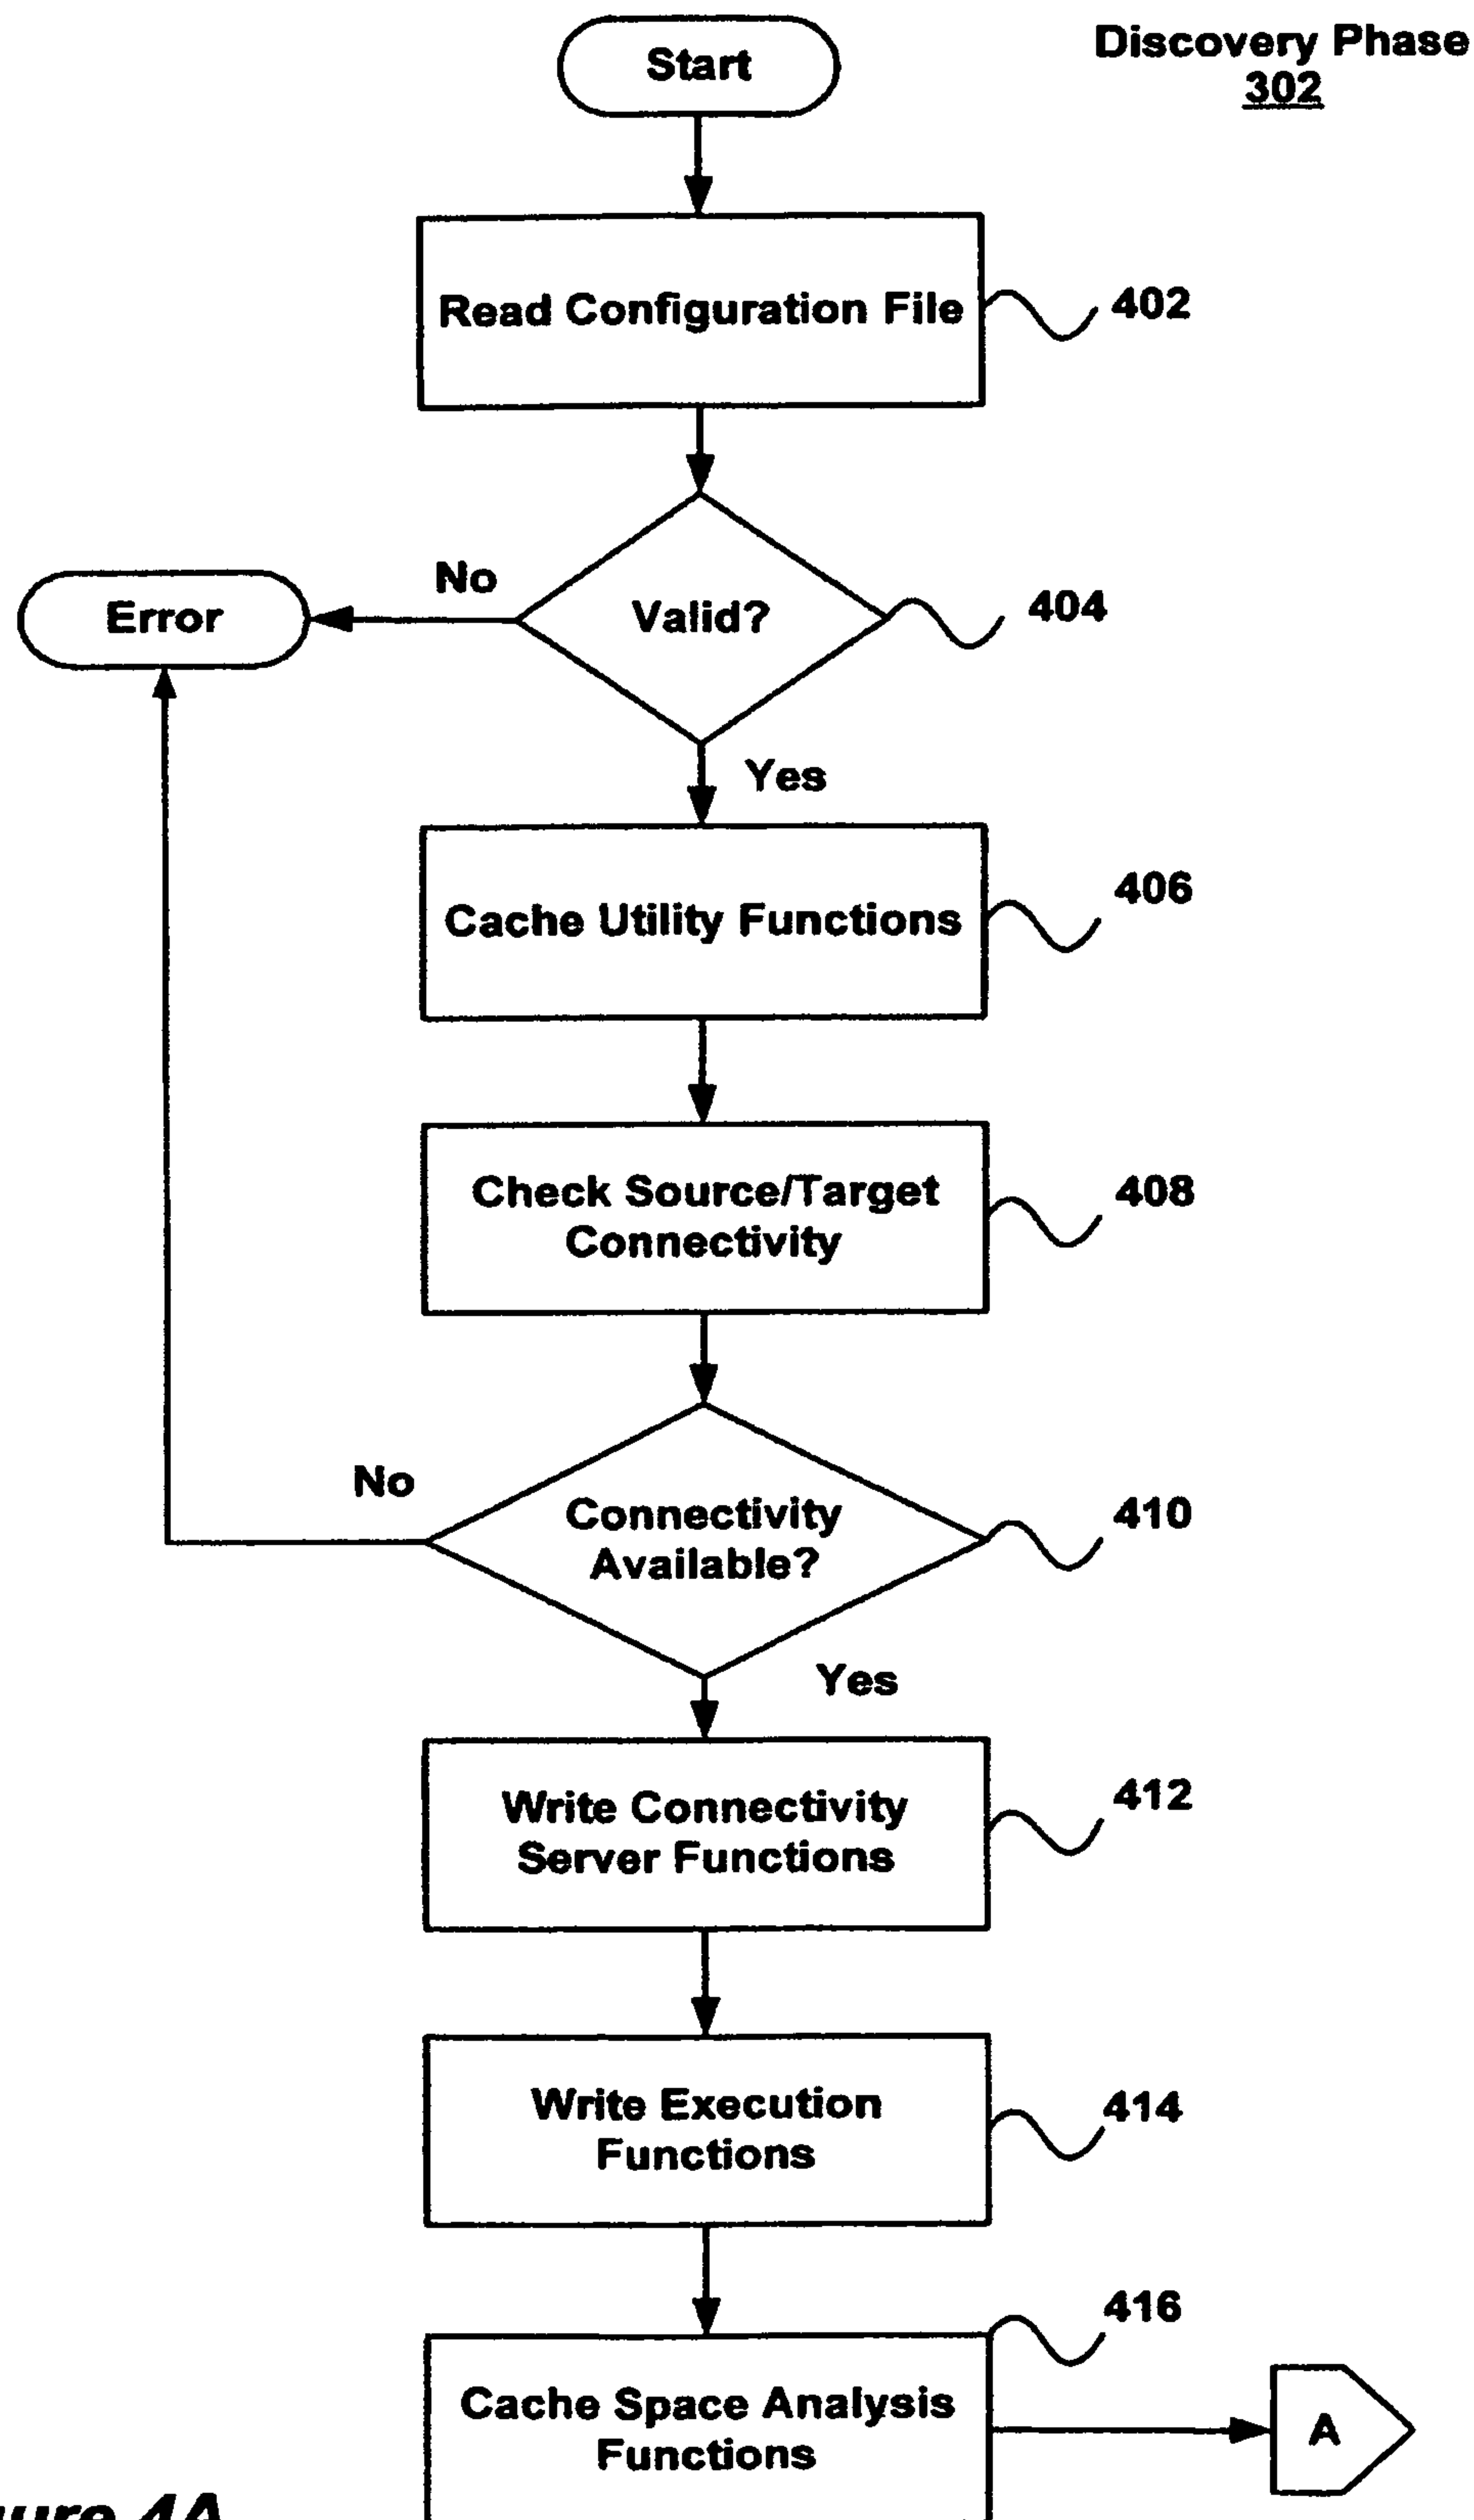 Start
Discovery Phase
302
Read Configuration File
402
No
Error
Valid?
404
Yes
Cache Utility Functions
406
Check Source/Target
Connectivity
408
No
Connectivity
Available?
410
Yes
Write Connectivity
Server Functions
412
Write Execution
Functions
414
416
Cache Space Analysis
Functions
A
4A